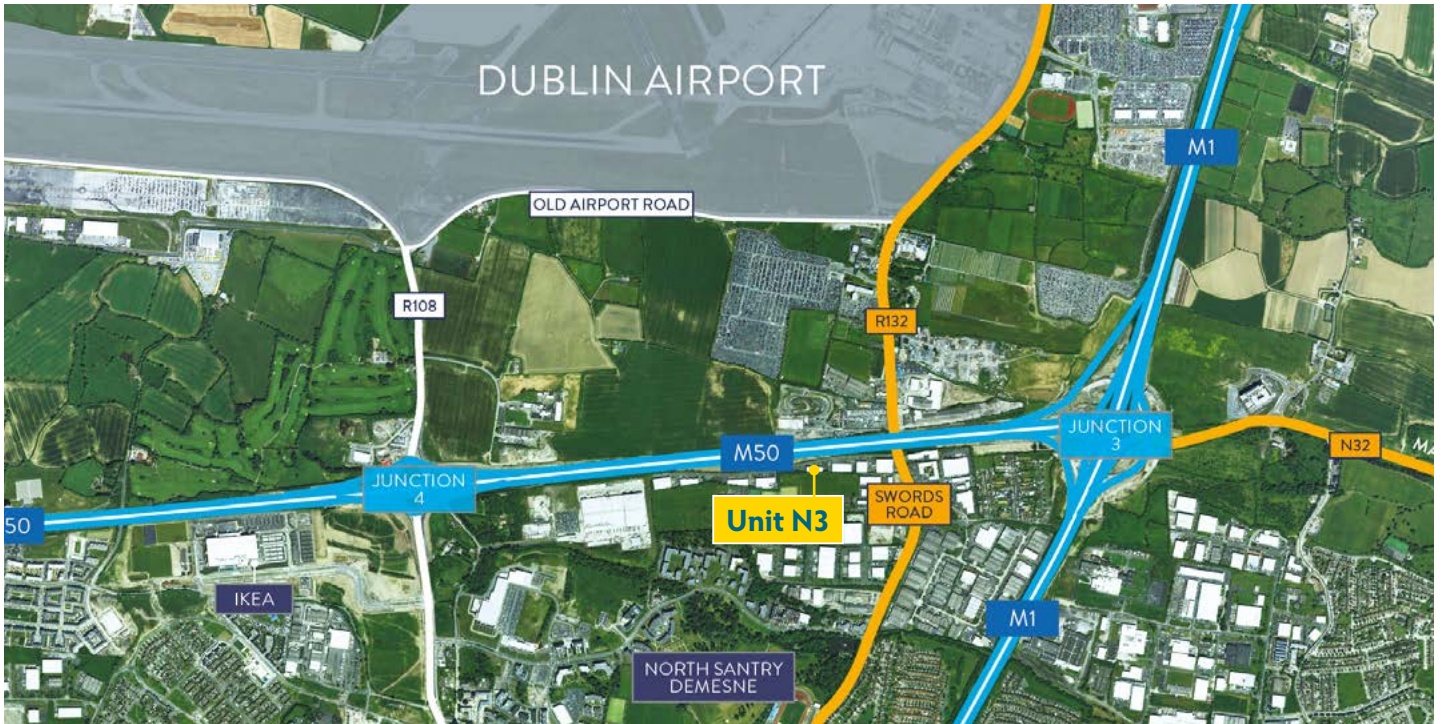 DUBLIN AIRPORT
M1
OLD AIRPORT ROAD
R108
R132
JUNCTION
3
N32
M50
JUNCTION
4
50
Unit N3
SWORDS
ROAD
IKEA
M1
NORTH SANTRY
DEMESNE